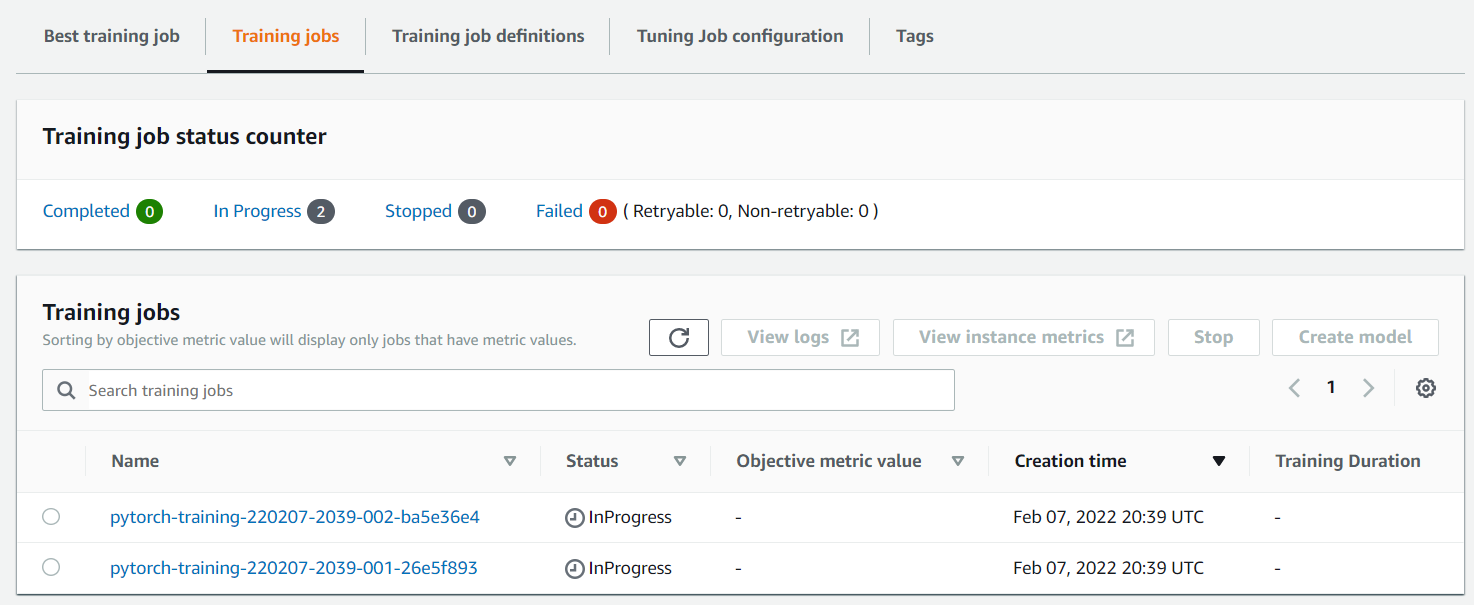 Best training job Training jobs Training job definitions Tuning Job configuration Tags
Training job status counter
Completed 0 In Progress 2 Stopped 0 Failed 0 ( Retryable: 0, Non-retryable: 0 )
Training jobs
Sorting by objective metric value will display only jobs that have metric values.
View logs View instance metrics Stop Create model
Search training jobs 1
Name Status Objective metric value Creation time Training Duration
pytorch-training-220207-2039-002-ba5e36e4 InProgress - Feb 07, 2022 20:39 UTC -
pytorch-training-220207-2039-001-26e5f893 InProgress - Feb 07, 2022 20:39 UTC -